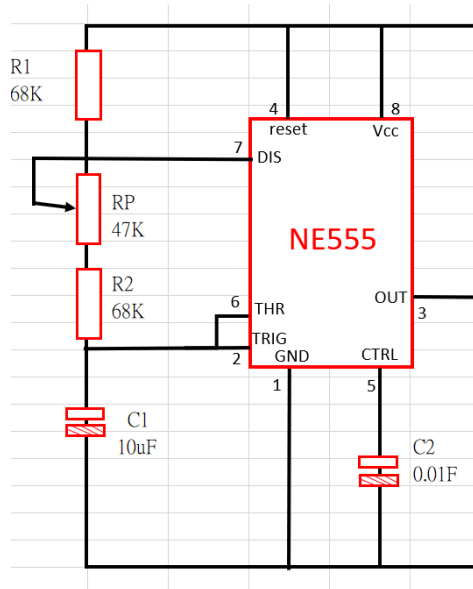 R1
68K
4
reset
8
Vcc
7
DIS
RP
47K
NE555
R2
68K
6
THR
OUT
3
TRIG
2
GND
CTRL
1
5
C1
10uF
C2
0.01F